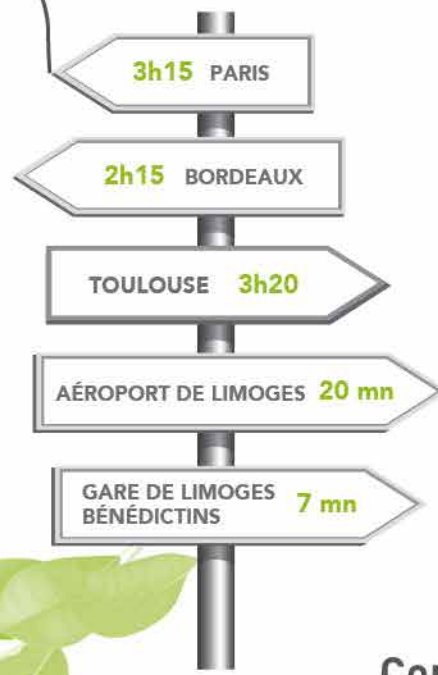 3h15 PARIS
2h15 BORDEAUX
TOULOUSE 3h20
AÉROPORT DE LIMOGES 20 mn
GARE DE LIMOGES
BÉNÉDICTINS 7 mn